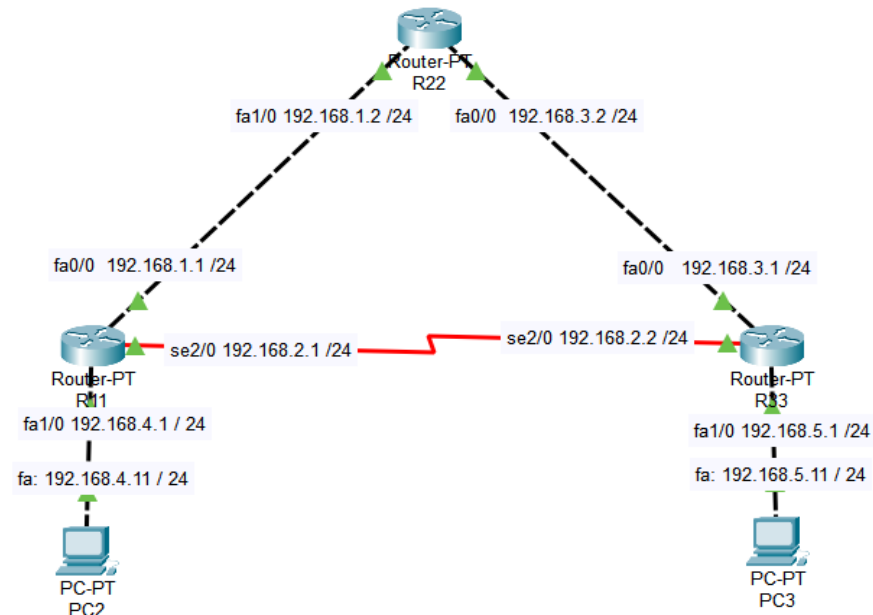 Router-PT
R22
fa1/0 192.168.1.2 /24
fa0/0 192.168.3.2 /24
fa0/0 192.168.1.1 /24
fa0/0 192.168.3.1 /24
se2/0 192.168.2.1 /24
se2/0 192.168.2.2 /24
Router-PT
R11
Router-PT
R33
fa1/0 192.168.4.1 / 24
fa1/0 192.168.5.1 /24
fa: 192.168.4.11 / 24
fa: 192.168.5.11 / 24
PC-PT
PC2
PC-PT
PC3